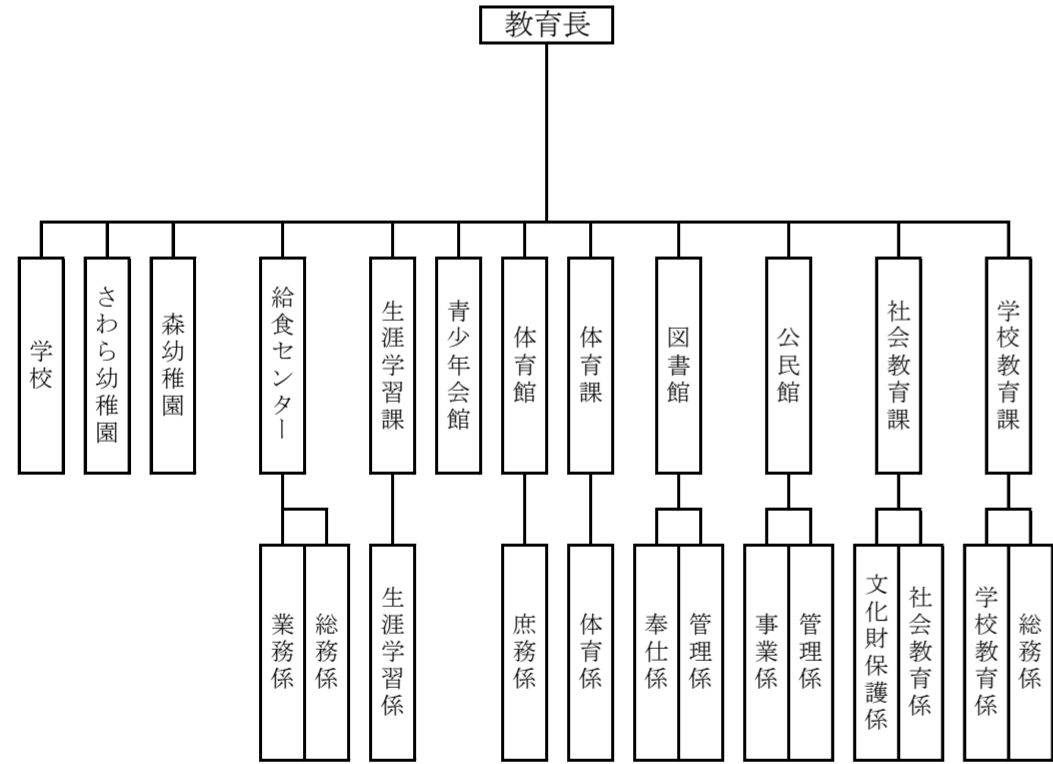 教育長
学校教育課
社会教育課
公民館
図書館
体育課
体育館
青少年会館
生涯学習課
給食センター
森幼稚園
さわら幼稚園
学校
総務係
学校教育係
社会教育係
文化財保護係
管理係
事業係
管理係
奉仕係
体育係
庶務係
生涯学習係
総務係
業務係